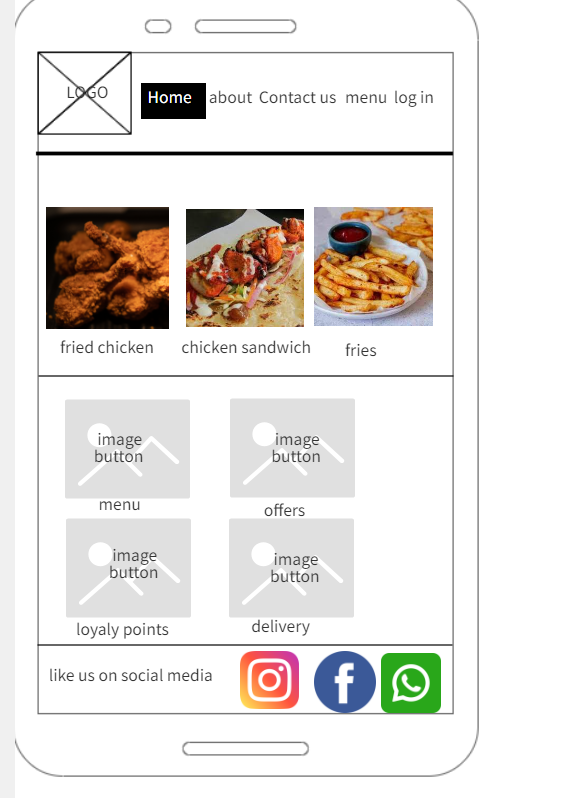 LOGO
Home about Contact us menu log in
fried chicken chicken sandwich fries
image
button
image
button
menu
offers
image
button
image
button
loyaly points
delivery
like us on social media